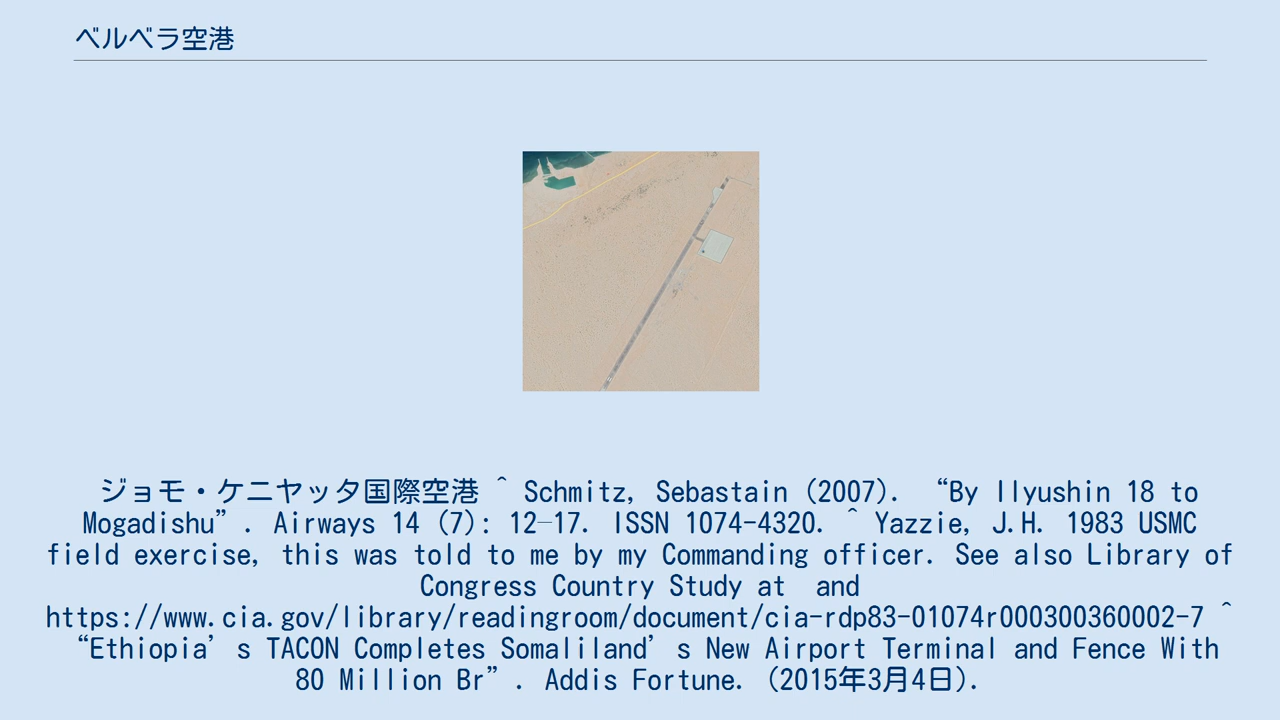 ベルベラ空港
ジョモ・ケニヤッタ国際空港 ^ Schmitz, Sebastain (2007). “By Ilyushin 18 to
Mogadishu”. Airways 14 (7): 12–17. ISSN 1074-4320. ^ Yazzie, J.H. 1983 USMC
field exercise, this was told to me by my Commanding officer. See also Library of
Congress Country Study at  and
https://www.cia.gov/library/readingroom/document/cia-rdp83-01074r000300360002-7 ^
“Ethiopia’s TACON Completes Somaliland’s New Airport Terminal and Fence With
80 Million Br”. Addis Fortune. (2015年3月4日).